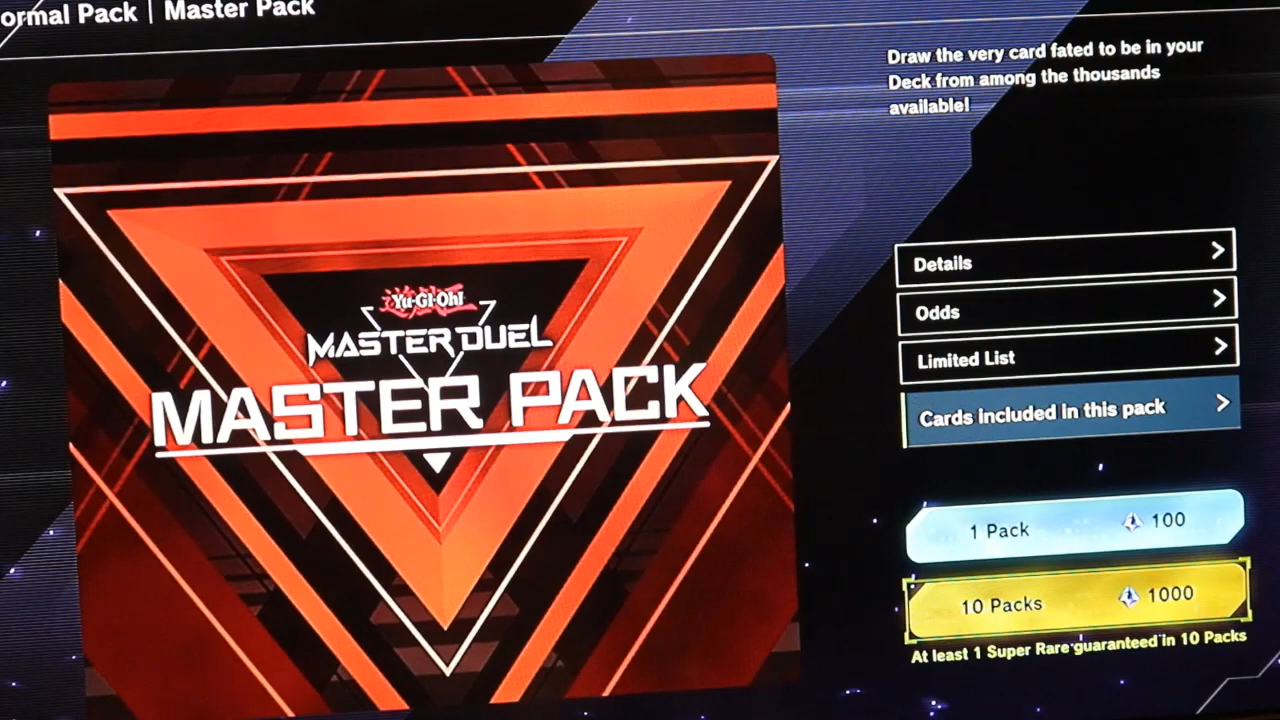 ormal Pack | Master Pack
Draw the very card fated to be in your
Deck from among the thousands
available!
Yu-Gi-Oh!
MASTER DUEL
MASTER PACK
Details
Odds
Limited List
Cards included in this pack
1 Pack 100
10 Packs 1000
At least 1 Super Rare guaranteed in 10 Packs